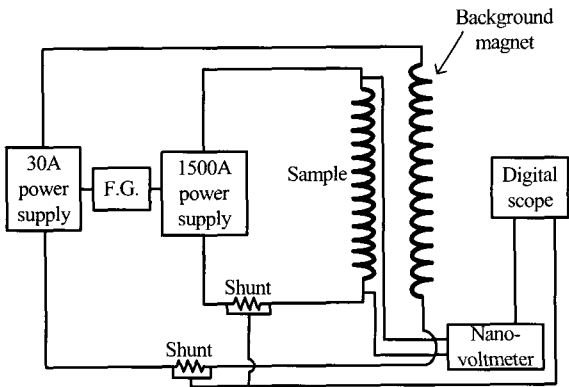 Background
magnet
30A
power
supply
F.G.
1500A
power
supply
Sample
Digital
scope
Shunt
Shunt
Nano-
voltmeter